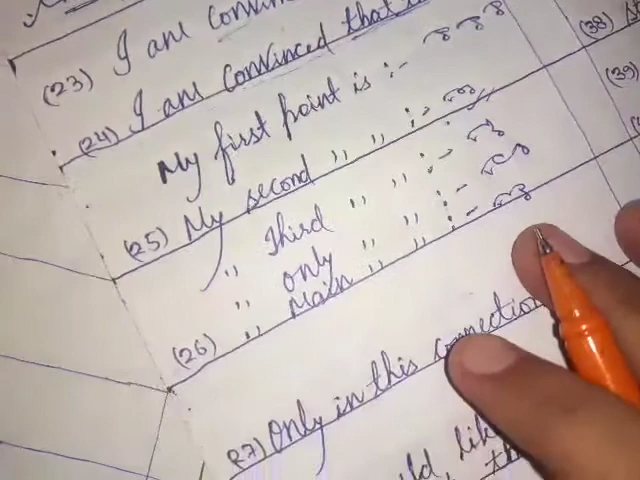 (23) I am
(24) I am convinced that
My first point is :-
(25) My second " " :-
" Third " " :-
" only " " :-
(26) " Main " " :-
(27) Only in this connection
(38)
(39)